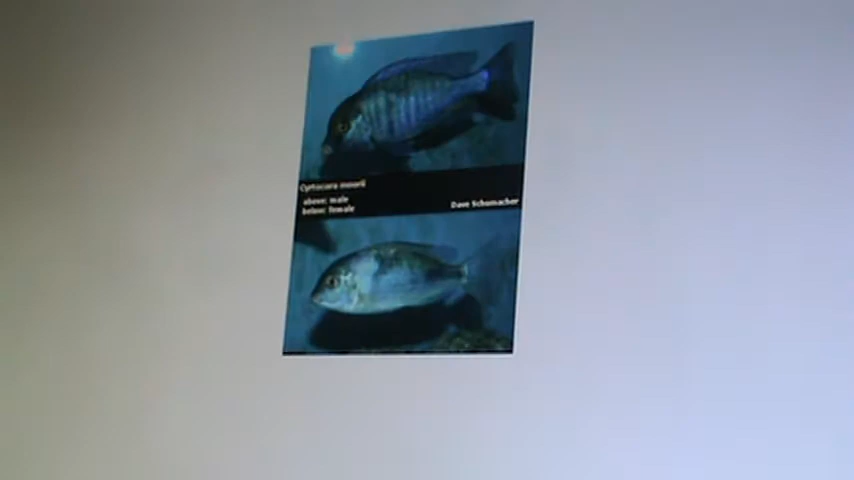 Cyrtocara moorii
above: male
below: female
Dave Schumacher